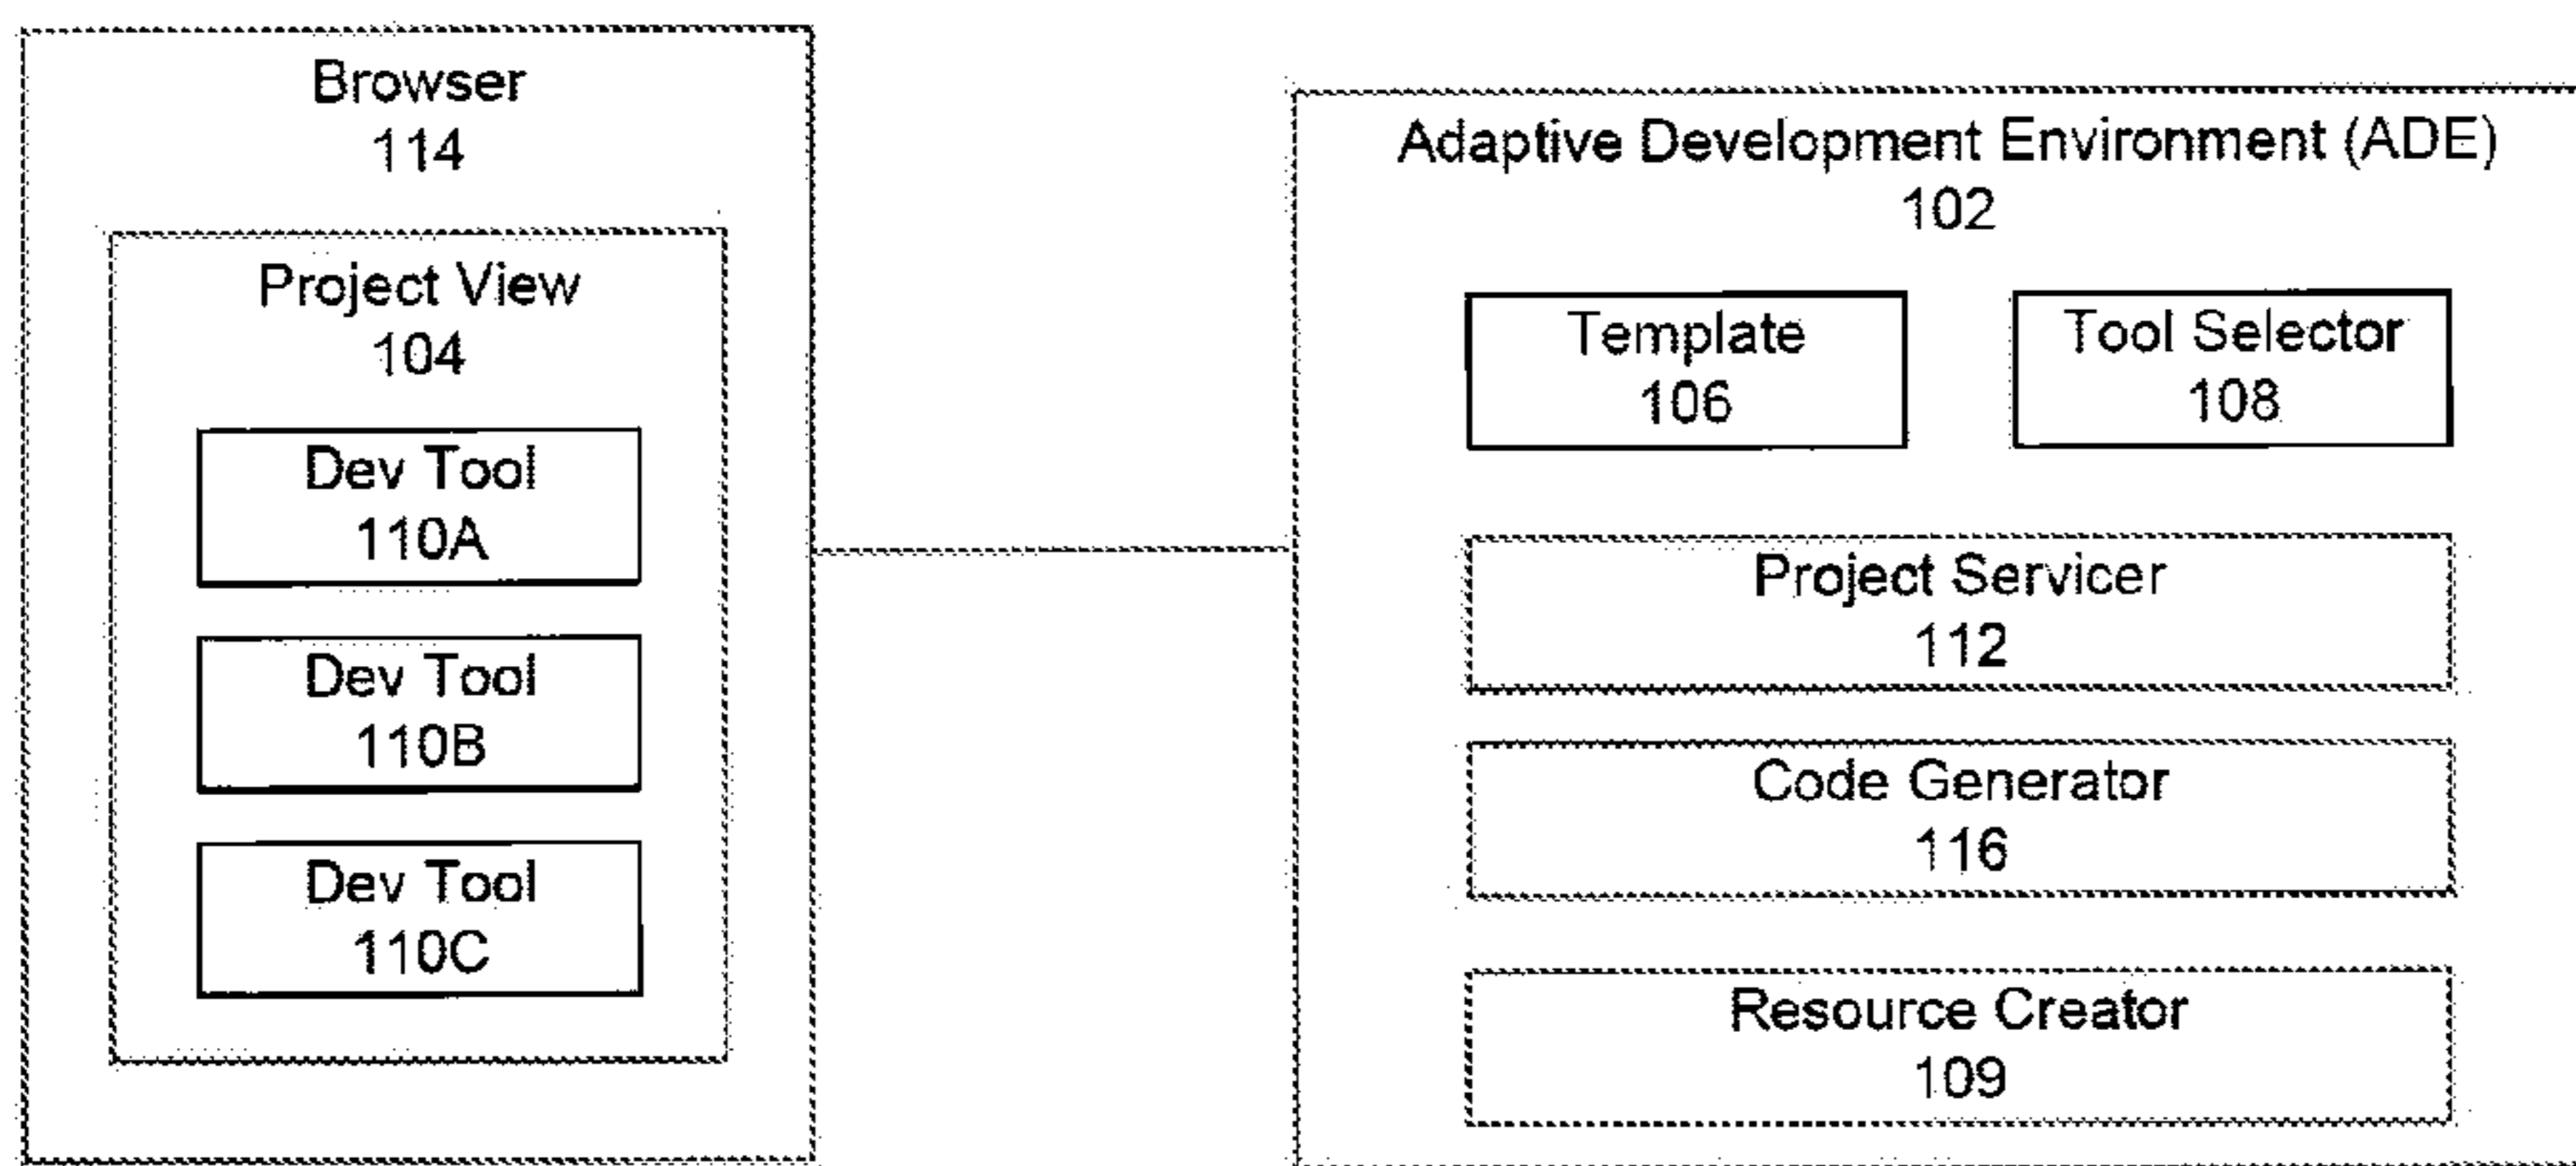 Browser
114
Project View
104
Dev Tool
110A
Dev Tool
110B
Dev Tool
110C
Adaptive Development Environment (ADE)
102
Template
106
Tool Selector
108
Project Servicer
112
Code Generator
116
Resource Creator
109